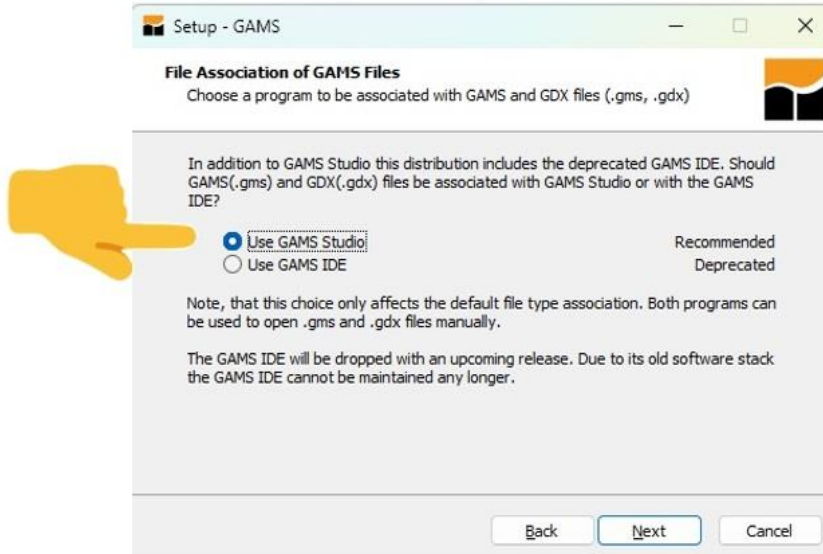 Setup - GAMS
File Association of GAMS Files
Choose a program to be associated with GAMS and GDX files (.gms, .gdx)
In addition to GAMS Studio this distribution includes the deprecated GAMS IDE. Should
GAMS(.gms) and GDX(.gdx) files be associated with GAMS Studio or with the GAMS
IDE?
Use GAMS Studio Recommended
Use GAMS IDE Deprecated
Note, that this choice only affects the default file type association. Both programs can
be used to open .gms and .gdx files manually.
The GAMS IDE will be dropped with an upcoming release. Due to its old software stack
the GAMS IDE cannot be maintained any longer.
Back Next Cancel